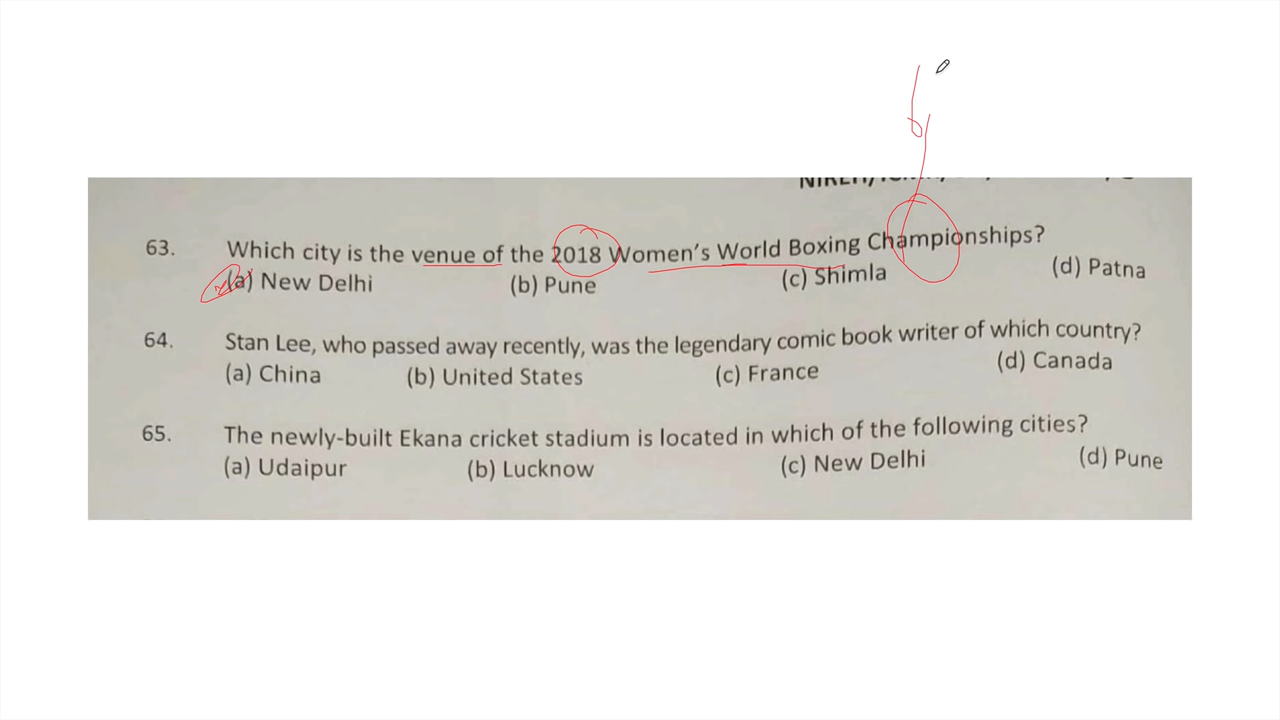 63. Which city is the venue of the 2018 Women's World Boxing Championships?
(a) New Delhi (b) Pune (c) Shimla (d) Patna
64. Stan Lee, who passed away recently, was the legendary comic book writer of which country?
(a) China (b) United States (c) France (d) Canada
65. The newly-built Ekana cricket stadium is located in which of the following cities?
(a) Udaipur (b) Lucknow (c) New Delhi (d) Pune